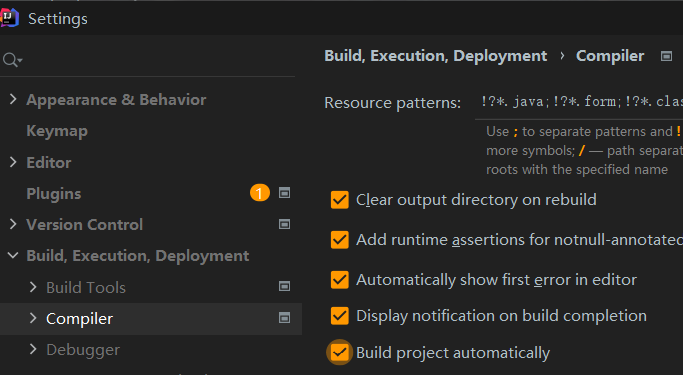 Settings
Build, Execution, Deployment › Compiler
Appearance & Behavior
Keymap
Editor
Plugins 1
Version Control
Build, Execution, Deployment
Build Tools
Compiler
Debugger
Resource patterns: !?*.java;!?*.form;!?*.clas
Use ; to separate patterns and !
more symbols; / — path separat
roots with the specified name
Clear output directory on rebuild
Add runtime assertions for notnull-annotated
Automatically show first error in editor
Display notification on build completion
Build project automatically